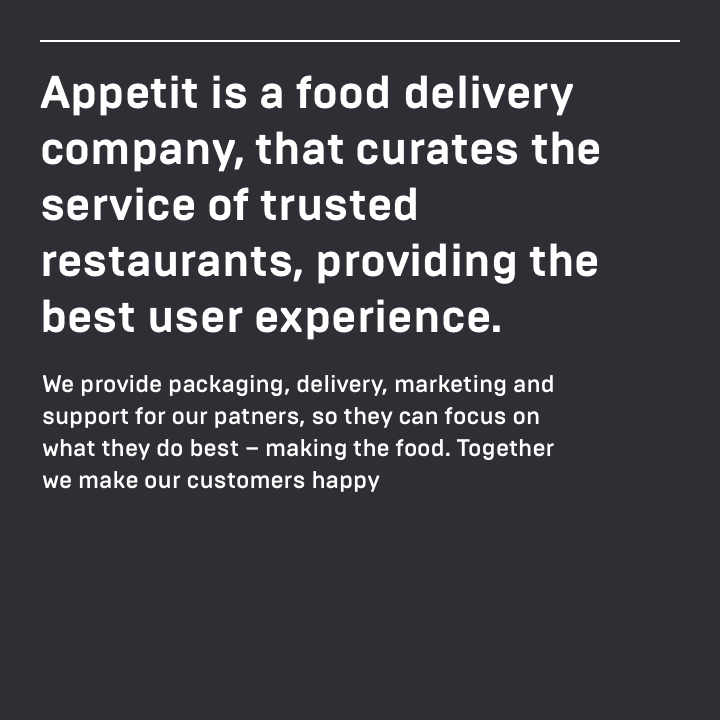 Appetit is a food delivery
company, that curates the
service of trusted
restaurants, providing the
best user experience.
We provide packaging, delivery, marketing and
support for our patners, so they can focus on
what they do best – making the food. Together
we make our customers happy